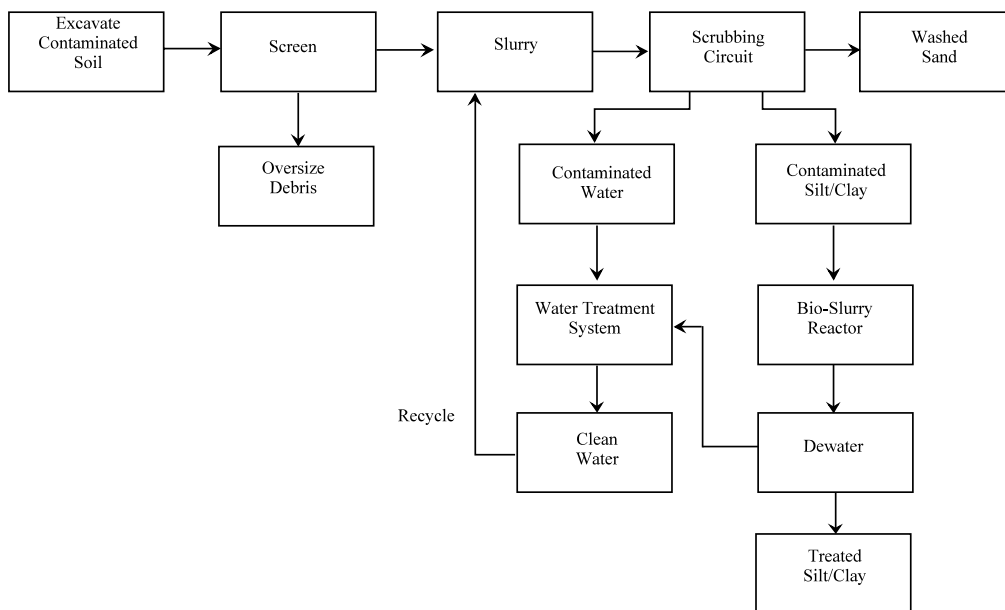 Excavate
Contaminated
Soil
Screen
Slurry
Scrubbing
Circuit
Washed
Sand
Oversize
Debris
Contaminated
Water
Contaminated
Silt/Clay
Water Treatment
System
Bio-Slurry
Reactor
Recycle
Clean
Water
Dewater
Treated
Silt/Clay